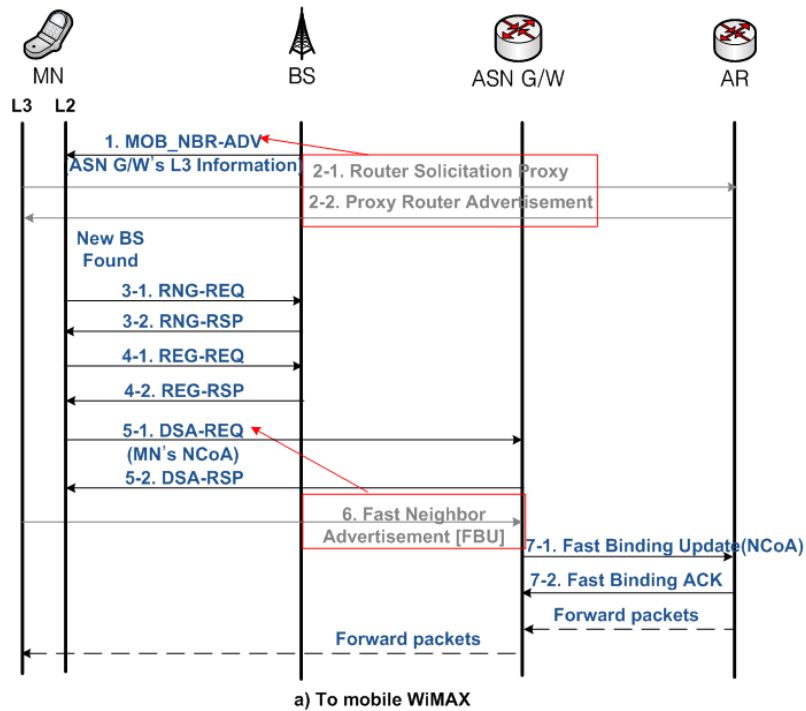 MN
BS
ASN G/W
AR
L3
L2
1. MOB_NBR-ADV
(ASN G/W's L3 Information)
2-1. Router Solicitation Proxy
2-2. Proxy Router Advertisement
New BS
Found
3-1. RNG-REQ
3-2. RNG-RSP
4-1. REG-REQ
4-2. REG-RSP
5-1. DSA-REQ
(MN's NCoA)
5-2. DSA-RSP
6. Fast Neighbor
Advertisement [FBU]
7-1. Fast Binding Update(NCoA)
7-2. Fast Binding ACK
Forward packets
Forward packets
a) To mobile WiMAX